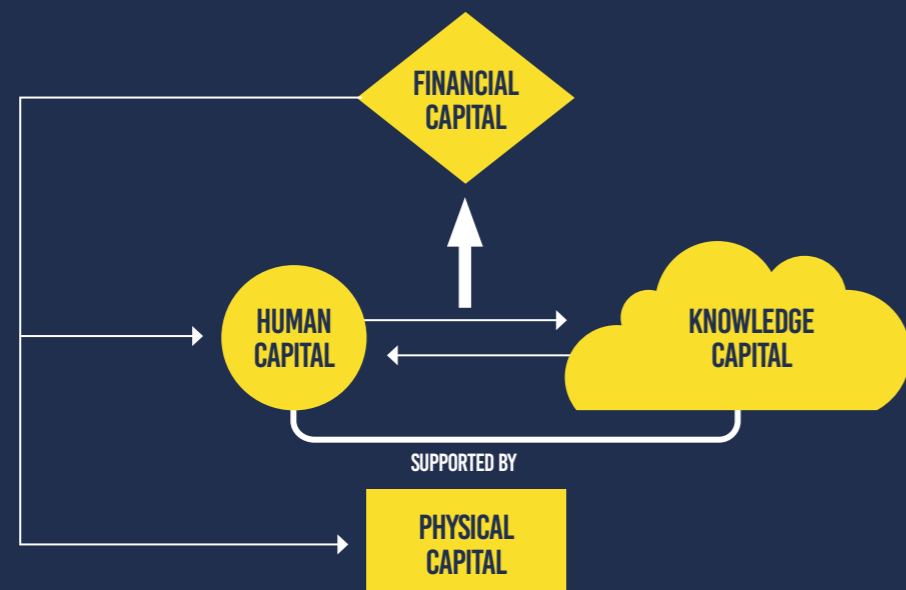 FINANCIAL
CAPITAL
HUMAN
CAPITAL
KNOWLEDGE
CAPITAL
SUPPORTED BY
PHYSICAL
CAPITAL